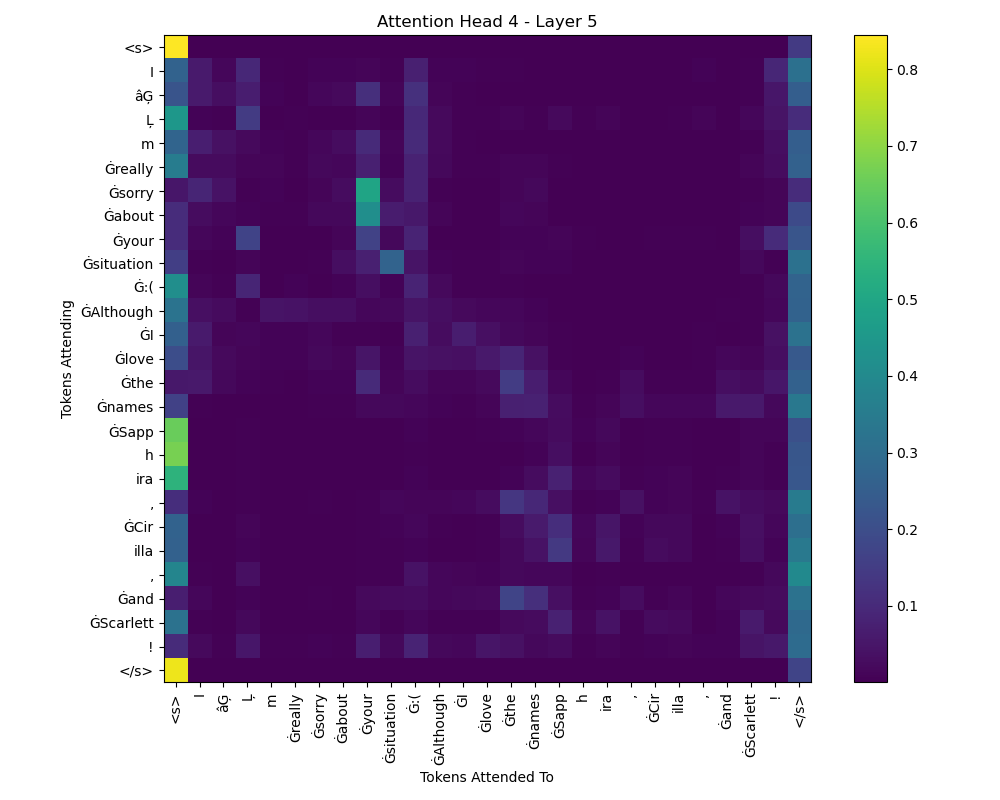 Attention Head 4 - Layer 5
<s>
I
âĢ
Ļ
m
Ġreally
Ġsorry
Ġabout
Ġyour
Ġsituation
Ġ:(
ĠAlthough
ĠI
Ġlove
Ġthe
Ġnames
ĠSapp
h
ira
,
ĠCir
illa
,
Ġand
ĠScarlett
!
</s>
Tokens Attending
<s>
I
âĢ
Ļ
m
Ġreally
Ġsorry
Ġabout
Ġyour
Ġsituation
Ġ:(
ĠAlthough
ĠI
Ġlove
Ġthe
Ġnames
ĠSapp
h
ira
,
ĠCir
illa
,
Ġand
ĠScarlett
!
</s>
Tokens Attended To
0.8
0.7
0.6
0.5
0.4
0.3
0.2
0.1